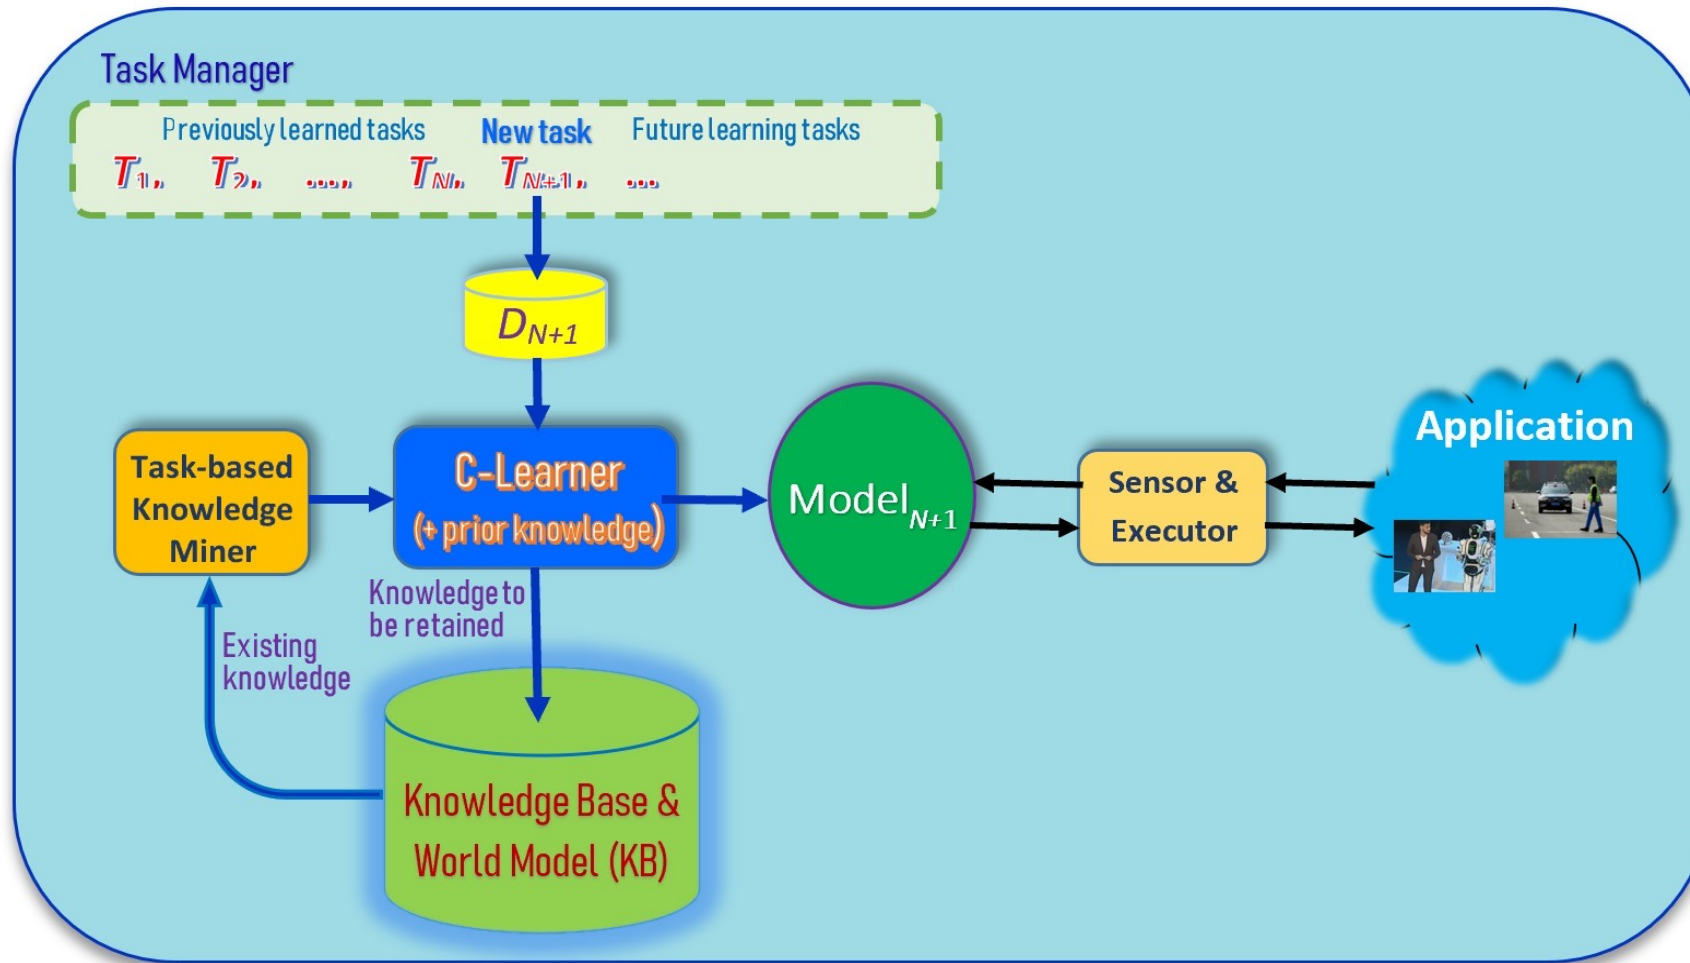 Task Manager
Previously learned tasks New task Future learning tasks
T1, T2, ..., TN, TN+1, ...
DN+1
Task-based
Knowledge
Miner
C-Learner
(+ prior knowledge)
ModelN+1
Sensor &
Executor
Application
Knowledge to
be retained
Existing
knowledge
Knowledge Base &
World Model (KB)